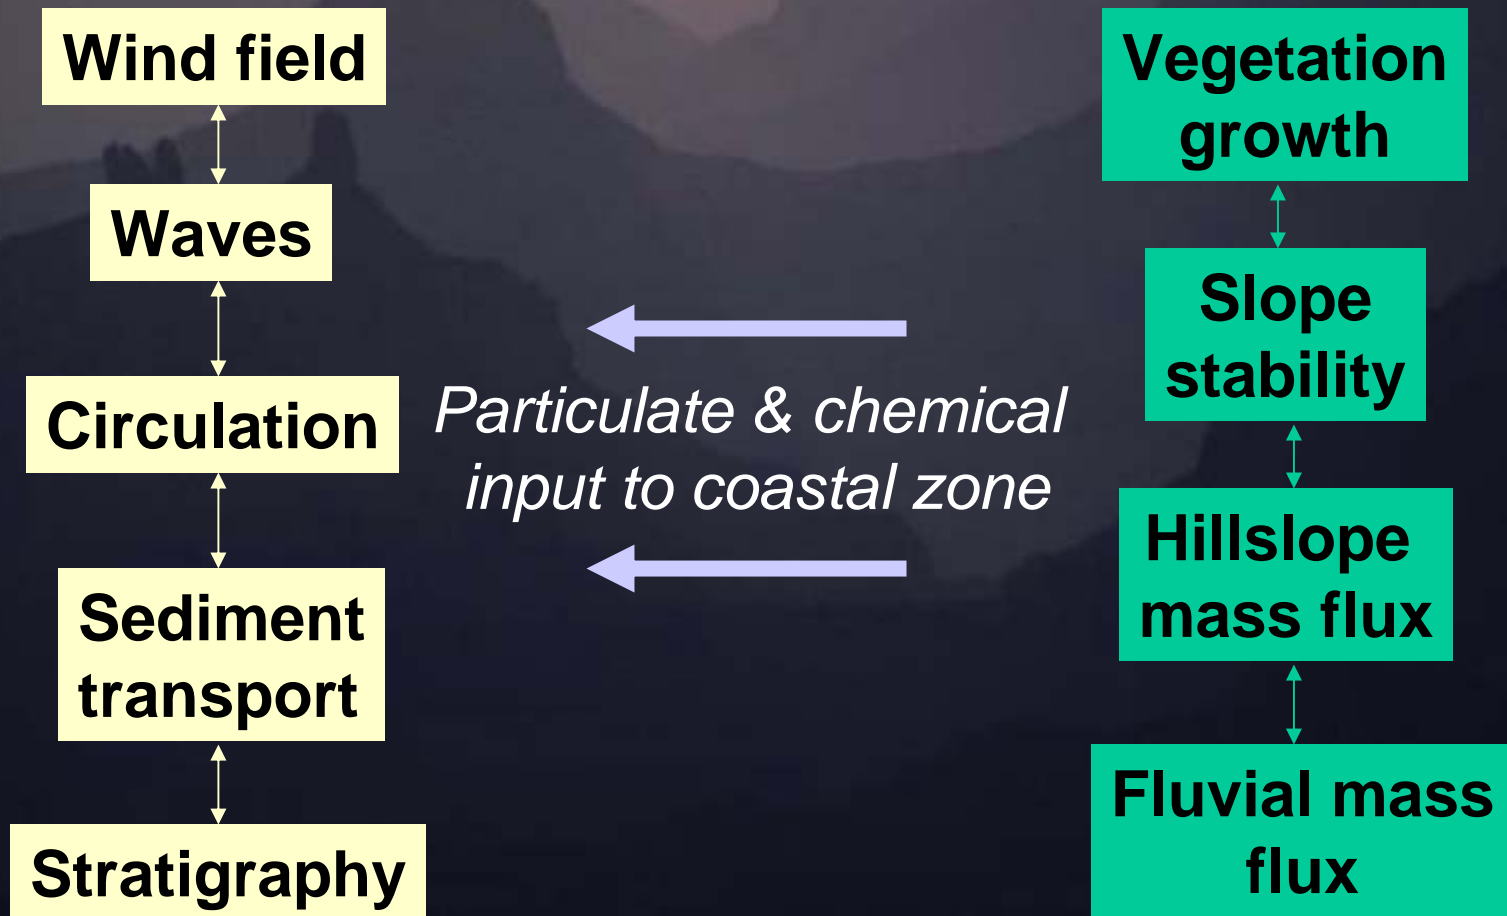 Wind field
Waves
Circulation
Sediment
transport
Stratigraphy
Particulate & chemical
input to coastal zone
Vegetation
growth
Slope
stability
Hillslope
mass flux
Fluvial mass
flux